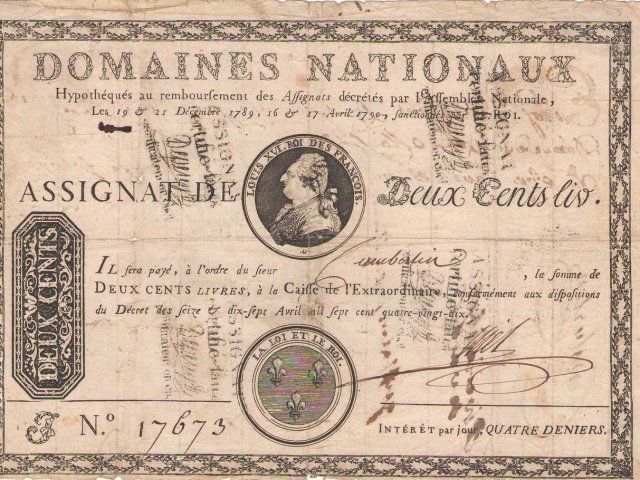 DOMAINES NATIONAUX
Hypothéqués au remboursement des Assignats décrétés par l'Assemblée Nationale,
Les 19 & 21 Décembre 1789, 16 & 17 Avril 1790, sanctionnés par le ROI.
LOUIS XVI. ROI DES FRANÇOIS.
ASSIGNAT DE Deux Cents liv.
DEUX CENTS
IL sera payé, à l'ordre du sieur , la somme de
DEUX CENTS LIVRES, à la Caisse de l'Extraordinaire, conformément aux dispositions
du Décret des seize & dix-sept Avril mil sept cent quatre-vingt-dix.
LA LOI ET LE ROI.
N.º 17673
INTÉRÊT par jour, QUATRE DENIERS.